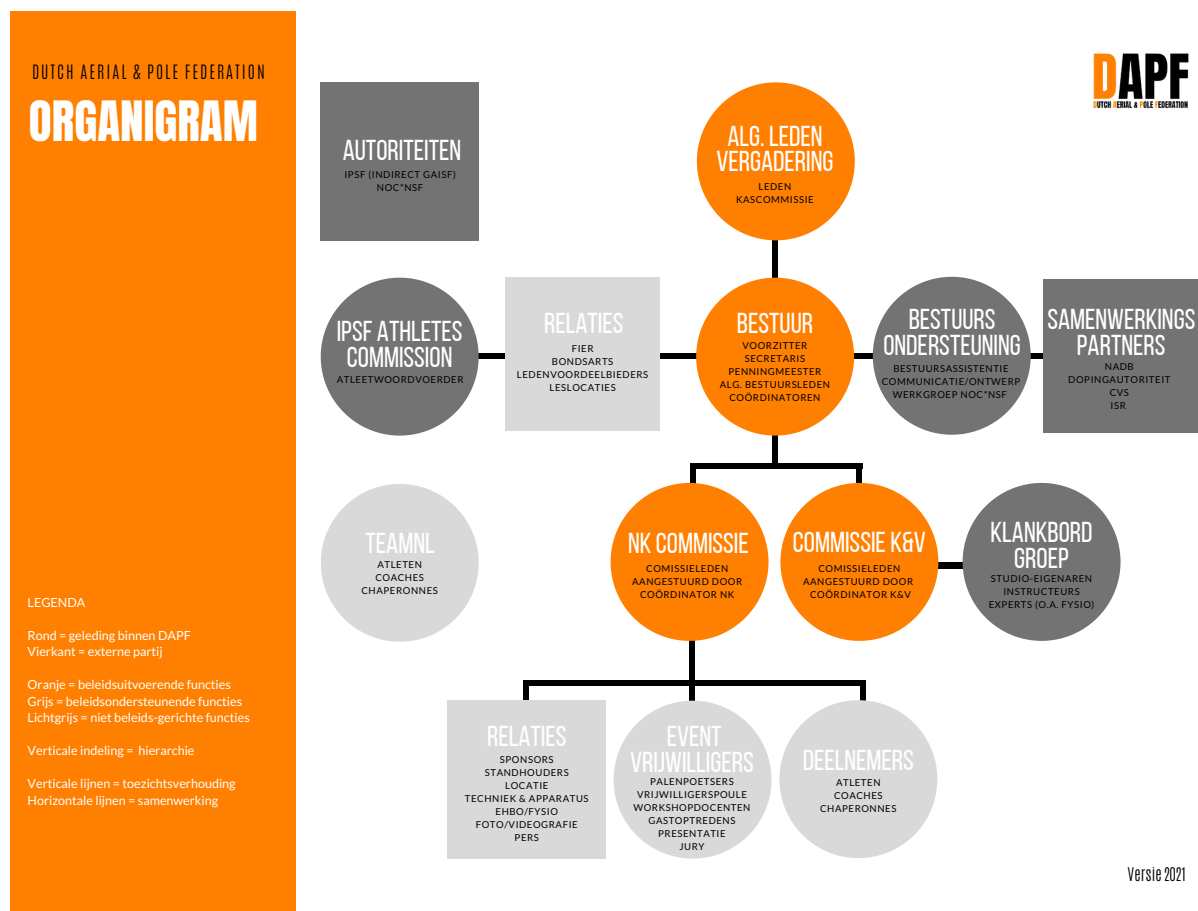 DUTCH AERIAL & POLE FEDERATION
ORGANIGRAM
DAPF
DUTCH AERIAL & POLE FEDERATION
AUTORITEITEN
IPSF (INDIRECT GAISF)
NOC*NSF
ALG. LEDEN
VERGADERING
LEDEN
KASCOMMISSIE
IPSF ATHLETES
COMMISSION
ATLEETWOORDVOERDER
RELATIES
FIER
BONDSARTS
LEDENVOORDEELBIEDERS
LESLOCATIES
BESTUUR
VOORZITTER
SECRETARIS
PENNINGMEESTER
ALG. BESTUURSLEDEN
COÖRDINATOREN
BESTUURS
ONDERSTEUNING
BESTUURSASSISTENTIE
COMMUNICATIE/ONTWERP
WERKGROEP NOC*NSF
SAMENWERKINGS
PARTNERS
NADB
DOPINGAUTORITEIT
CVS
ISR
TEAMNL
ATLETEN
COACHES
CHAPERONNES
NK COMMISSIE
COMISSIELEDEN
AANGESTUURD DOOR
COÖRDINATOR NK
COMMISSIE K&V
COMISSIELEDEN
AANGESTUURD DOOR
COÖRDINATOR K&V
KLANKBORD
GROEP
STUDIO-EIGENAREN
INSTRUCTEURS
EXPERTS (O.A. FYSIO)
RELATIES
SPONSORS
STANDHOUDERS
LOCATIE
TECHNIEK & APPARATUS
EHBO/FYSIO
FOTO/VIDEOGRAFIE
PERS
EVENT
VRIJWILLIGERS
PALENPOETSERS
VRIJWILLIGERSPOULE
WORKSHOPDOCENTEN
GASTOPTREDENS
PRESENTATIE
JURY
DEELNEMERS
ATLETEN
COACHES
CHAPERONNES
LEGENDA
Rond = geleding binnen DAPF
Vierkant = externe partij
Oranje = beleidsuitvoerende functies
Grijs = beleidsondersteunende functies
Lichtgrijs = niet beleids-gerichte functies
Verticale indeling = hierarchie
Verticale lijnen = toezichtsverhouding
Horizontale lijnen = samenwerking
Versie 2021